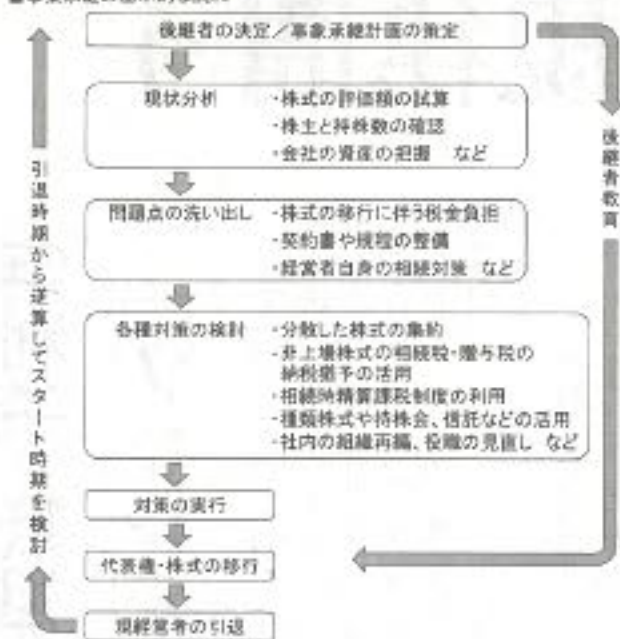 後継者の決定／事業承継計画の策定
現状分析 ・株式の評価額の試算
・株主と持株数の確認
・会社の資産の把握 など
問題点の洗い出し ・株式の移行に伴う税金負担
・契約書や規程の整備
・経営者自身の相続対策 など
各種対策の検討 ・分散した株式の集約
・非上場株式の相続税・贈与税の
納税猶予の活用
・相続時精算課税制度の利用
・種類株式や持株会、信託などの活用
・社内の組織再編、役職の見直し など
対策の実行
代表権・株式の移行
現経営者の引退
後継者教育
引退時期から逆算してスタート時期を検討